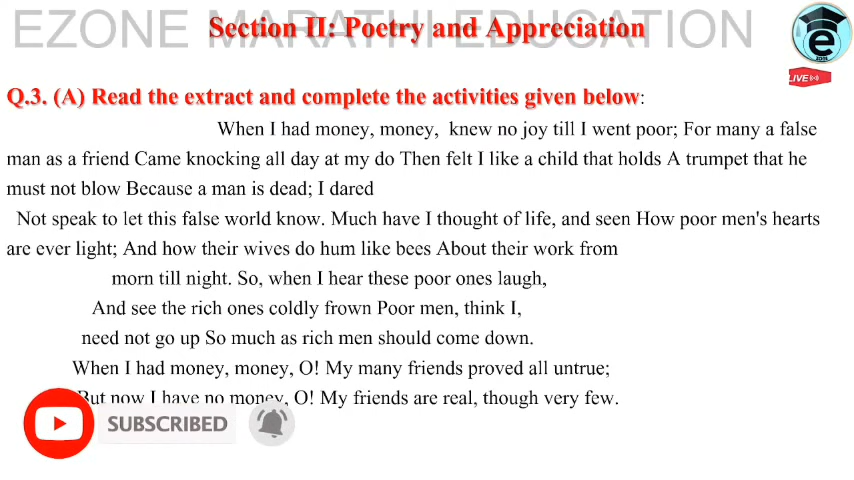 EZONE MARATHI EDUCATION
Section II: Poetry and Appreciation
e
ZONE
LIVE
Q.3. (A) Read the extract and complete the activities given below:
When I had money, money, knew no joy till I went poor; For many a false
man as a friend Came knocking all day at my do Then felt I like a child that holds A trumpet that he
must not blow Because a man is dead; I dared
Not speak to let this false world know. Much have I thought of life, and seen How poor men's hearts
are ever light; And how their wives do hum like bees About their work from
morn till night. So, when I hear these poor ones laugh,
And see the rich ones coldly frown Poor men, think I,
need not go up So much as rich men should come down.
When I had money, money, O! My many friends proved all untrue;
But now I have no money, O! My friends are real, though very few.
SUBSCRIBED